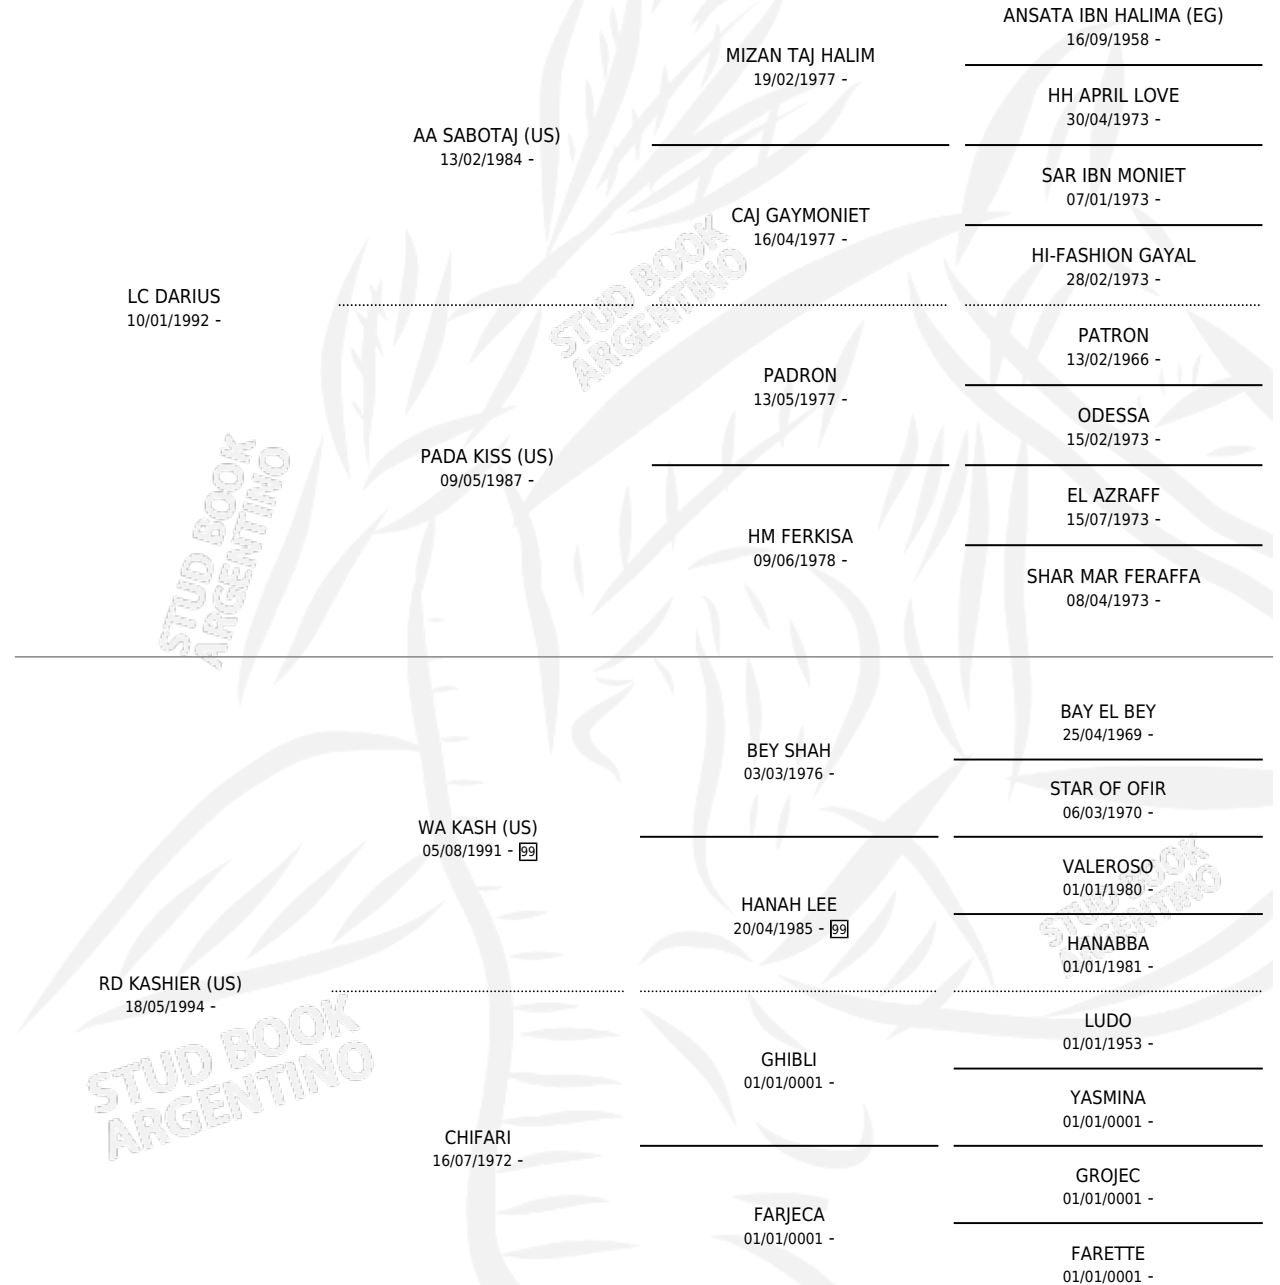 ANSATA IBN HALIMA (EG)
16/09/1958 -
MIZAN TAJ HALIM
19/02/1977 -
HH APRIL LOVE
30/04/1973 -
AA SABOTAJ (US)
13/02/1984 -
SAR IBN MONIET
07/01/1973 -
CAJ GAYMONIET
16/04/1977 -
HI-FASHION GAYAL
28/02/1973 -
LC DARIUS
10/01/1992 -
STUD BOOK
ARGENTINO
PATRON
13/02/1966 -
PADRON
13/05/1977 -
ODESSA
15/02/1973 -
PADA KISS (US)
09/05/1987 -
EL AZRAFF
15/07/1973 -
HM FERKISA
09/06/1978 -
SHAR MAR FERAFFA
08/04/1973 -
STUD BOOK
ARGENTINO
BAY EL BEY
25/04/1969 -
BEY SHAH
03/03/1976 -
STAR OF OFIR
06/03/1970 -
WA KASH (US)
05/08/1991 - 99
VALEROSO
01/01/1980 -
HANAH LEE
20/04/1985 - 99
HANABBA
01/01/1981 -
STUD BOOK
ARGENTINO
RD KASHIER (US)
18/05/1994 -
LUDO
01/01/1953 -
GHIBLI
01/01/0001 -
YASMINA
01/01/0001 -
STUD BOOK
ARGENTINO
CHIFARI
16/07/1972 -
GROJEC
01/01/0001 -
FARJECA
01/01/0001 -
FARETTE
01/01/0001 -